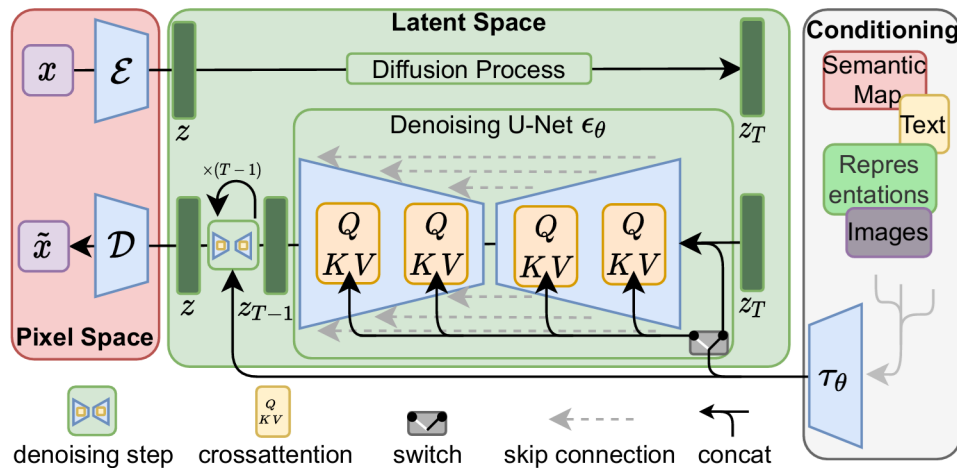 Latent Space
Conditioning
x
ℰ
Diffusion Process
Semantic
Map
z
z_T
Text
Denoising U-Net ϵ_θ
×(T−1)
Repres
entations
Images
x̃
𝒟
Q
KV
Q
KV
Q
KV
Q
KV
z
z_{T−1}
z_T
Pixel Space
τ_θ
Q
KV
denoising step
crossattention
switch
skip connection
concat